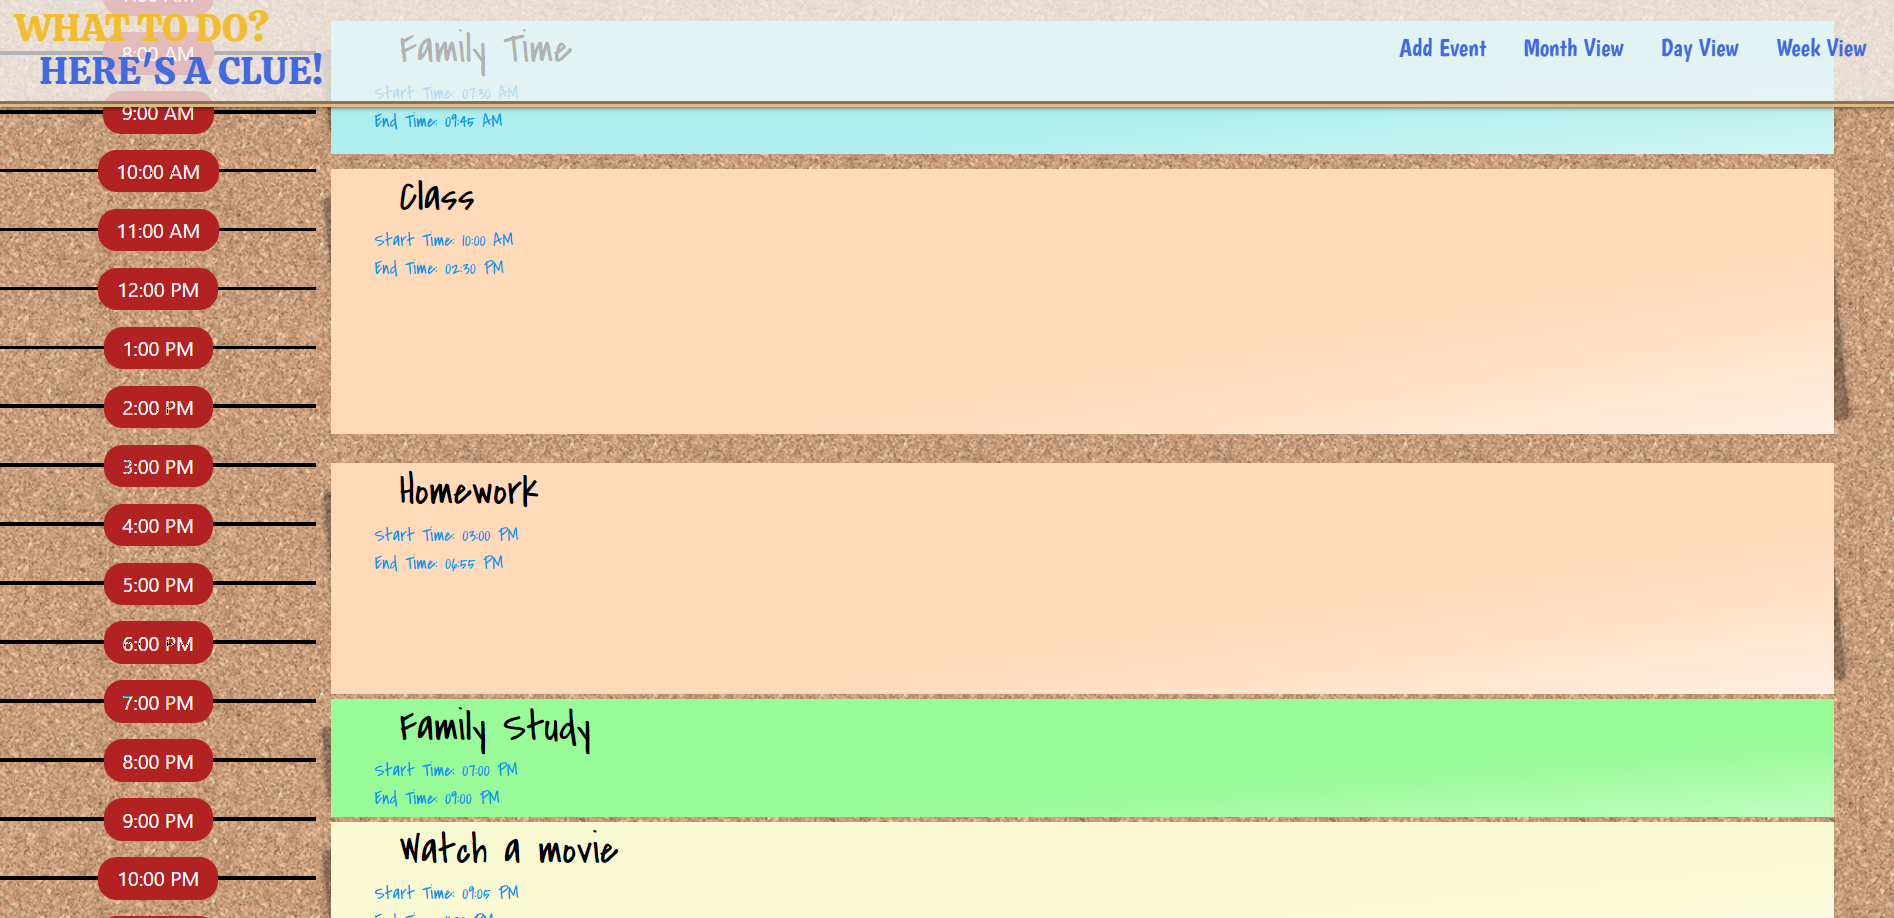 WHAT TO DO?
HERE'S A CLUE!
Add Event Month View Day View Week View
8:00 AM
9:00 AM
10:00 AM
11:00 AM
12:00 PM
1:00 PM
2:00 PM
3:00 PM
4:00 PM
5:00 PM
6:00 PM
7:00 PM
8:00 PM
9:00 PM
10:00 PM
Family Time
Start Time: 07:30 AM
End Time: 09:45 AM
Class
Start Time: 10:00 AM
End Time: 02:30 PM
Homework
Start Time: 03:00 PM
End Time: 06:55 PM
Family Study
Start Time: 07:00 PM
End Time: 09:00 PM
Watch a movie
Start Time: 09:05 PM